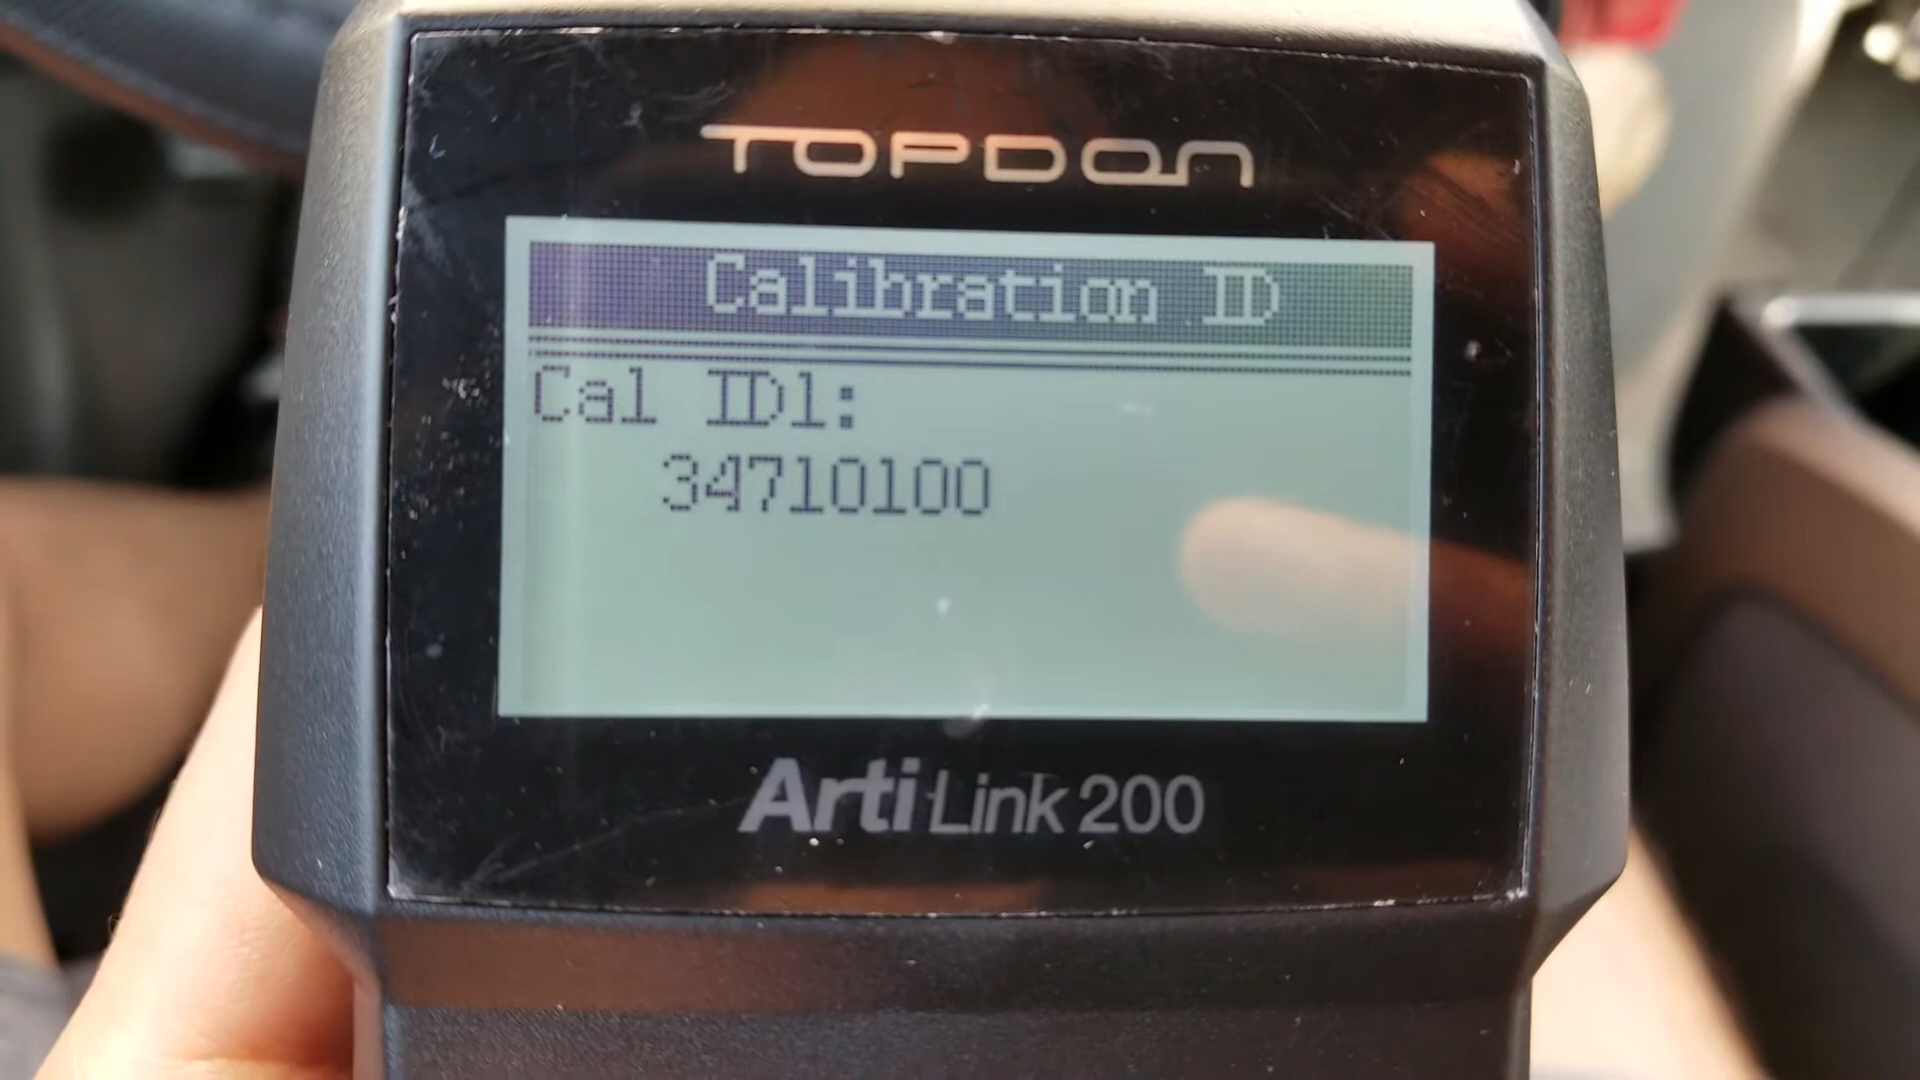 TOPDON
Calibration ID
Cal ID1:
34710100
ArtiLink 200